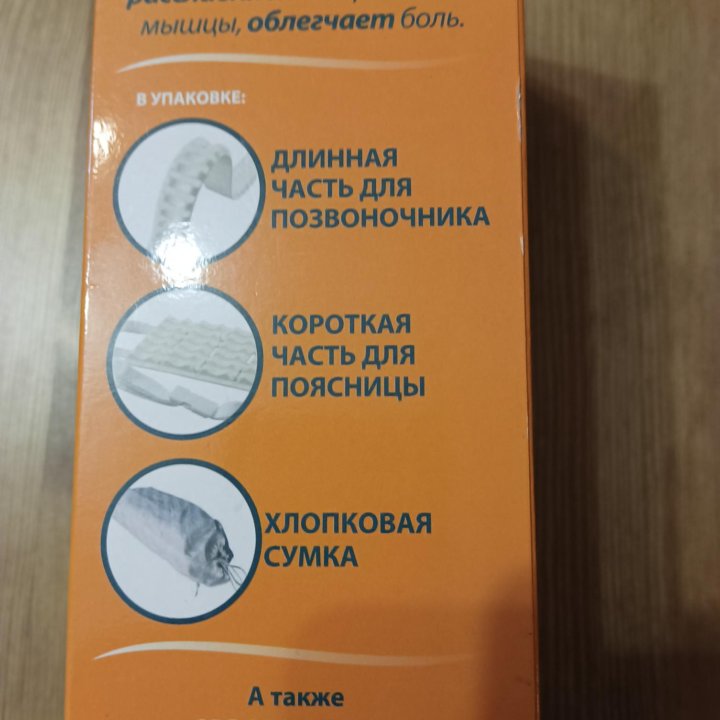 мышцы, облегчает боль.
В УПАКОВКЕ:
ДЛИННАЯ
ЧАСТЬ ДЛЯ
ПОЗВОНОЧНИКА
КОРОТКАЯ
ЧАСТЬ ДЛЯ
ПОЯСНИЦЫ
ХЛОПКОВАЯ
СУМКА
А также